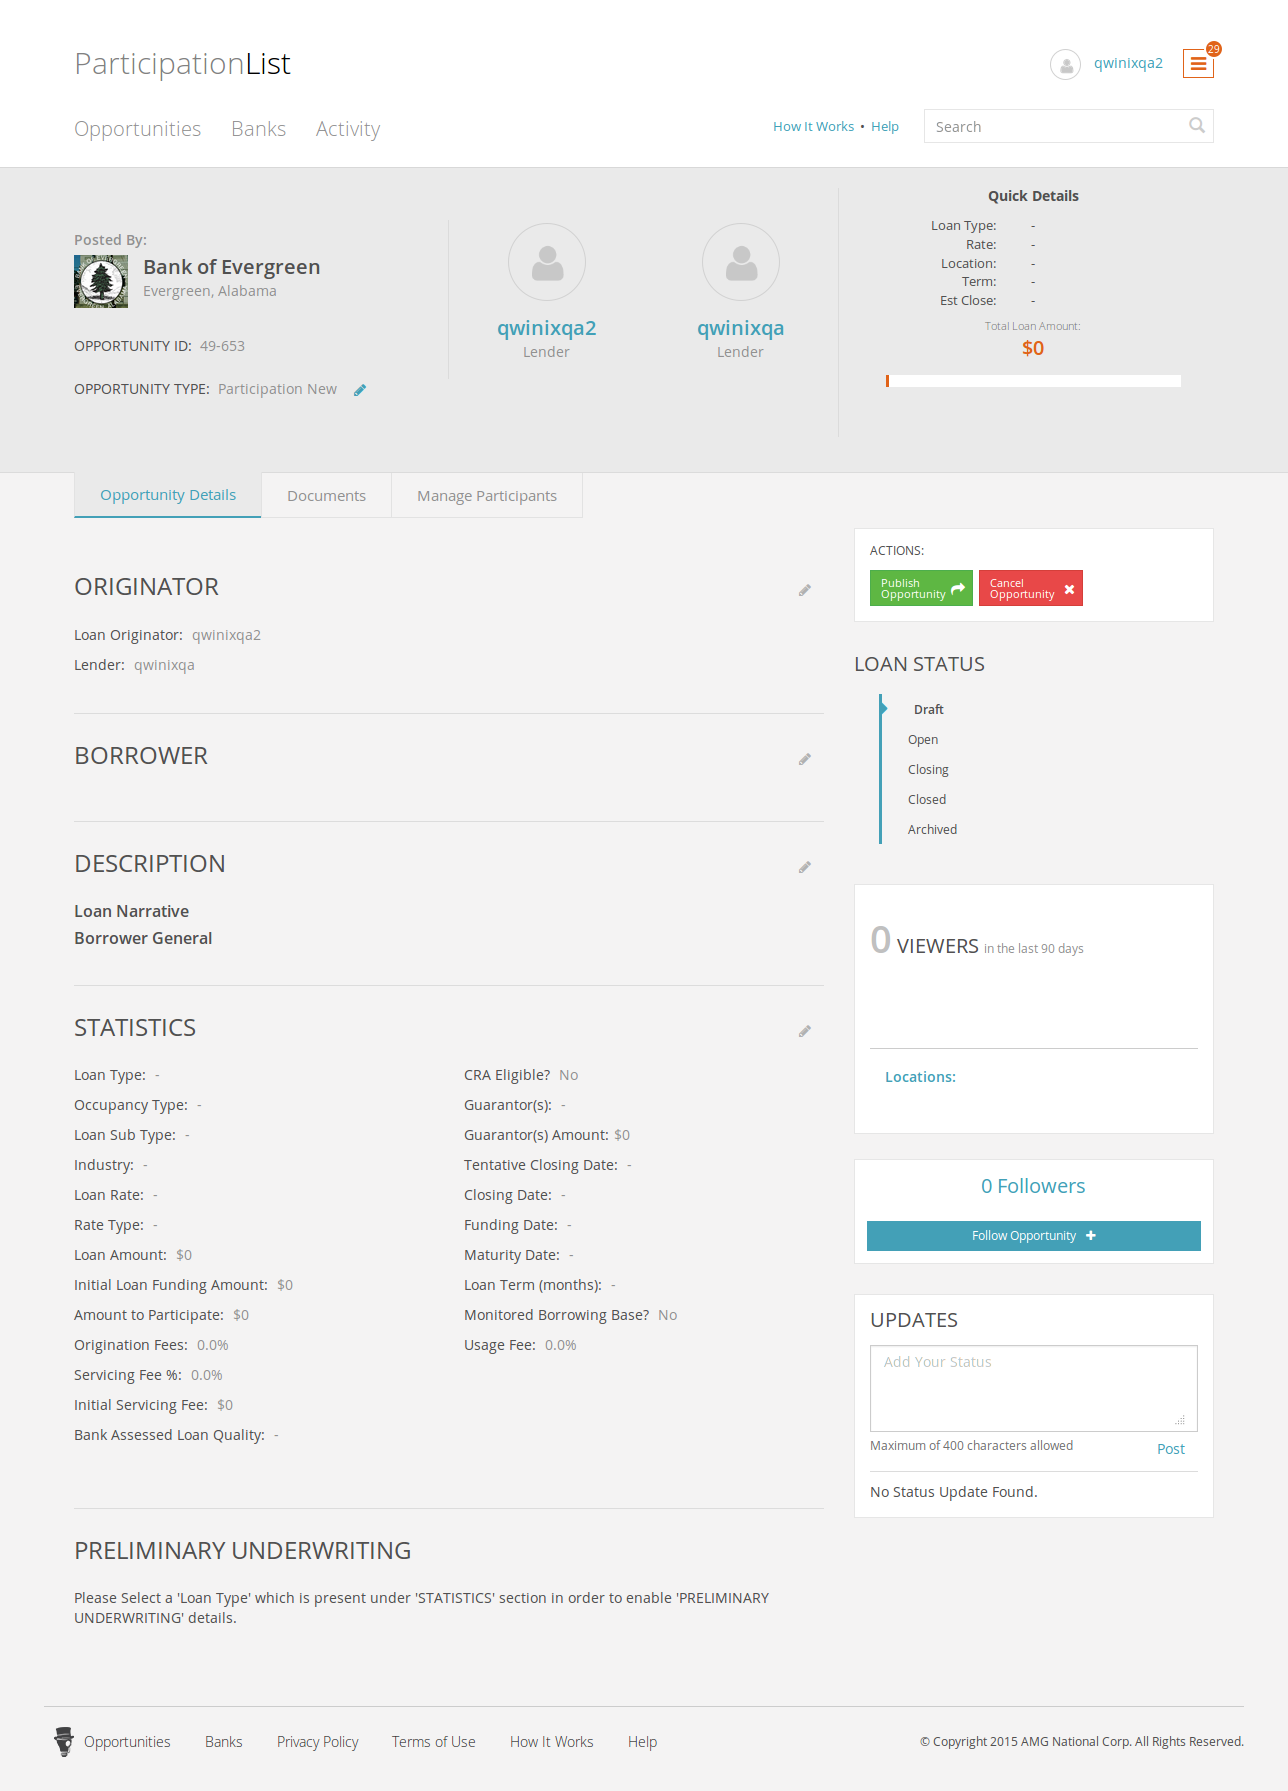 ParticipationList
qwinixqa2
29
Opportunities Banks Activity
How It Works • Help
Search
Posted By:
Bank of Evergreen
Evergreen, Alabama
OPPORTUNITY ID: 49-653
OPPORTUNITY TYPE: Participation New
qwinixqa2
Lender
qwinixqa
Lender
Quick Details
Loan Type: -
Rate: -
Location: -
Term: -
Est Close: -
Total Loan Amount:
$0
Opportunity Details
Documents
Manage Participants
ORIGINATOR
Loan Originator: qwinixqa2
Lender: qwinixqa
BORROWER
DESCRIPTION
Loan Narrative
Borrower General
STATISTICS
Loan Type: -
Occupancy Type: -
Loan Sub Type: -
Industry: -
Loan Rate: -
Rate Type: -
Loan Amount: $0
Initial Loan Funding Amount: $0
Amount to Participate: $0
Origination Fees: 0.0%
Servicing Fee %: 0.0%
Initial Servicing Fee: $0
Bank Assessed Loan Quality: -
CRA Eligible? No
Guarantor(s): -
Guarantor(s) Amount: $0
Tentative Closing Date: -
Closing Date: -
Funding Date: -
Maturity Date: -
Loan Term (months): -
Monitored Borrowing Base? No
Usage Fee: 0.0%
PRELIMINARY UNDERWRITING
Please Select a 'Loan Type' which is present under 'STATISTICS' section in order to enable 'PRELIMINARY
UNDERWRITING' details.
ACTIONS:
Publish
Opportunity
Cancel
Opportunity
LOAN STATUS
Draft
Open
Closing
Closed
Archived
0 VIEWERS in the last 90 days
Locations:
0 Followers
Follow Opportunity
UPDATES
Add Your Status
Maximum of 400 characters allowed
Post
No Status Update Found.
Opportunities Banks Privacy Policy Terms of Use How It Works Help
© Copyright 2015 AMG National Corp. All Rights Reserved.